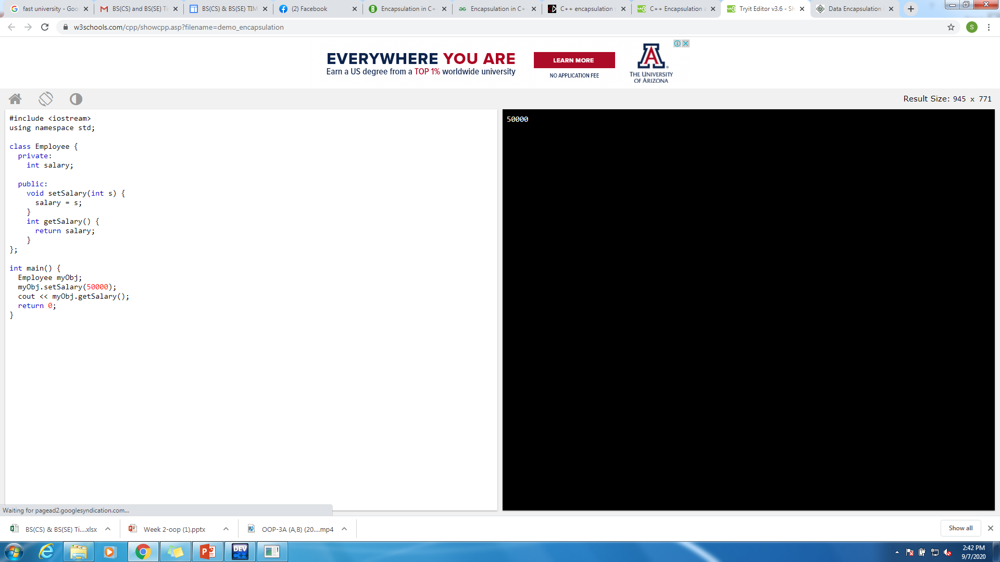 fast university - Goo
BS(CS) and BS(SE) Ti
BS(CS) & BS(SE) TIM
(2) Facebook
Encapsulation in C+
Encapsulation in C+
C++ encapsulation
C++ Encapsulation a
Tryit Editor v3.6 - Sh
Data Encapsulation
w3schools.com/cpp/showcpp.asp?filename=demo_encapsulation
S
EVERYWHERE YOU ARE
Earn a US degree from a TOP 1% worldwide university
LEARN MORE
NO APPLICATION FEE
THE UNIVERSITY
OF ARIZONA
Result Size: 945 x 771
#include <iostream>
using namespace std;
class Employee {
private:
int salary;
public:
void setSalary(int s) {
salary = s;
}
int getSalary() {
return salary;
}
};
int main() {
Employee myObj;
myObj.setSalary(50000);
cout << myObj.getSalary();
return 0;
}
50000
Waiting for pagead2.googlesyndication.com...
BS(CS) & BS(SE) Ti....xlsx
Week 2-oop (1).pptx
OOP-3A (A,B) (20....mp4
Show all
DEV
C++
2:42 PM
9/7/2020